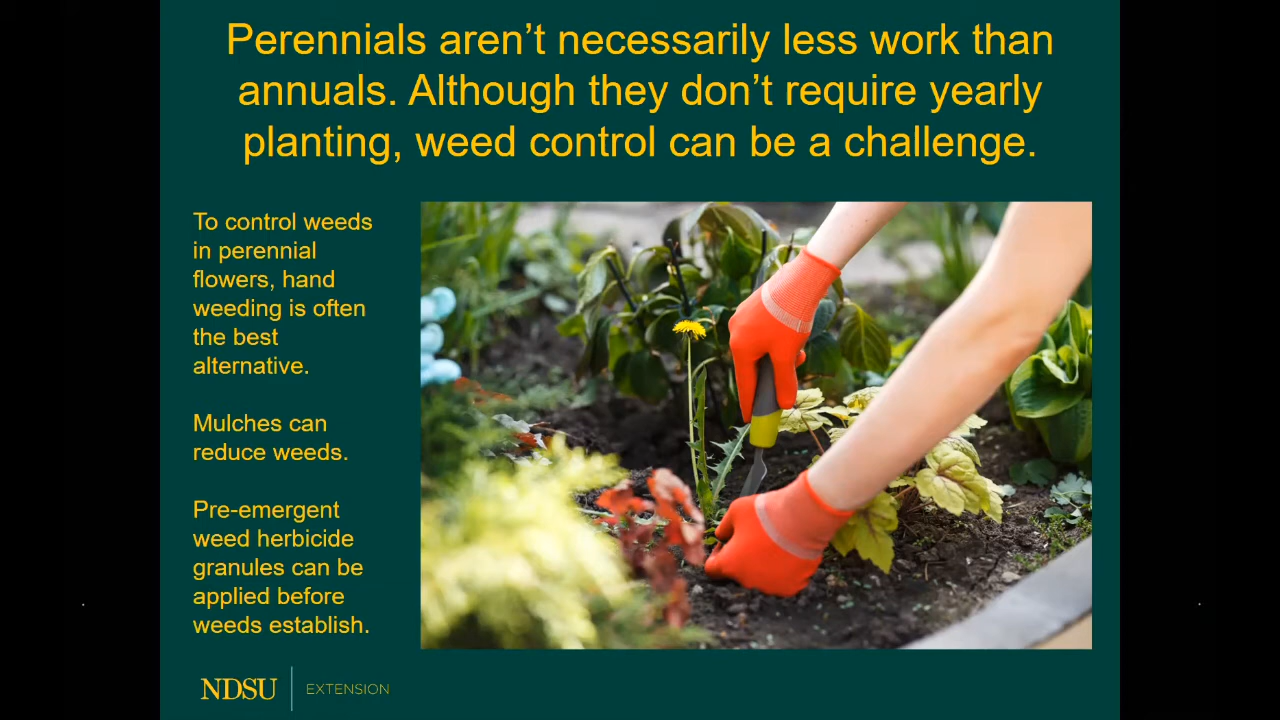 Perennials aren’t necessarily less work than
annuals. Although they don’t require yearly
planting, weed control can be a challenge.
To control weeds
in perennial
flowers, hand
weeding is often
the best
alternative.
Mulches can
reduce weeds.
Pre-emergent
weed herbicide
granules can be
applied before
weeds establish.
NDSU EXTENSION